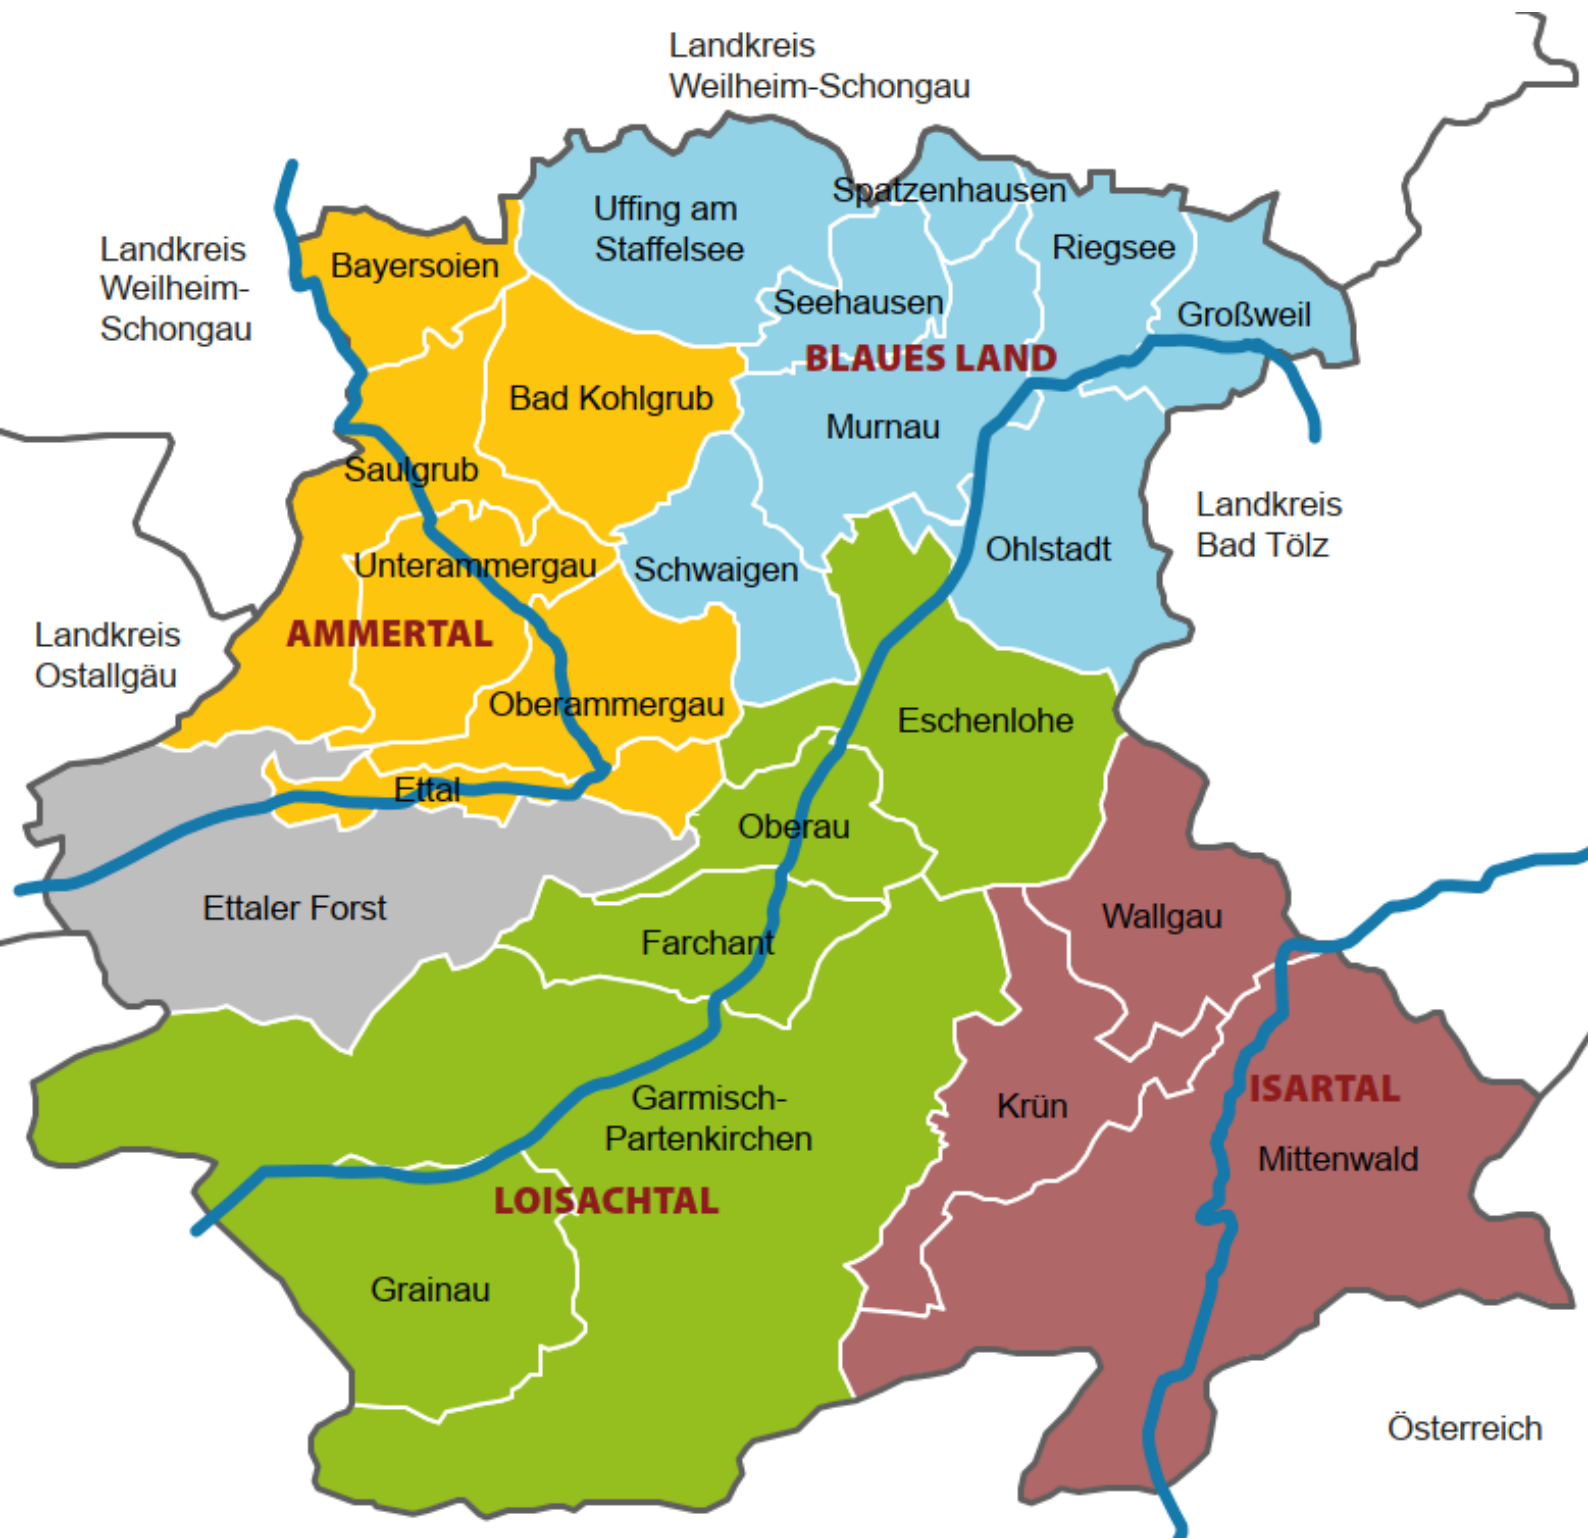 Landkreis
Weilheim-Schongau
Spatzenhausen
Uffing am
Staffelsee
Riegsee
Landkreis
Weilheim-
Schongau
Bayersoien
Seehausen
Großweil
BLAUES LAND
Bad Kohlgrub
Murnau
Saulgrub
Landkreis
Bad Tölz
Ohlstadt
Unterammergau
Schwaigen
Landkreis
Ostallgäu
AMMERTAL
Oberammergau
Eschenlohe
Ettal
Oberau
Ettaler Forst
Wallgau
Farchant
Garmisch-
Partenkirchen
Krün
ISARTAL
Mittenwald
LOISACHTAL
Grainau
Österreich